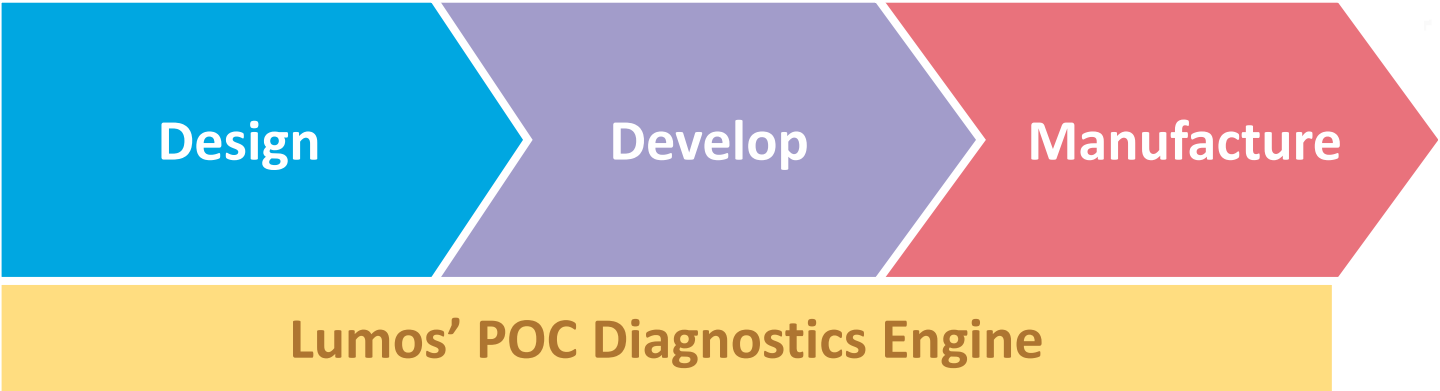 Design
Develop
Manufacture
Lumos’ POC Diagnostics Engine